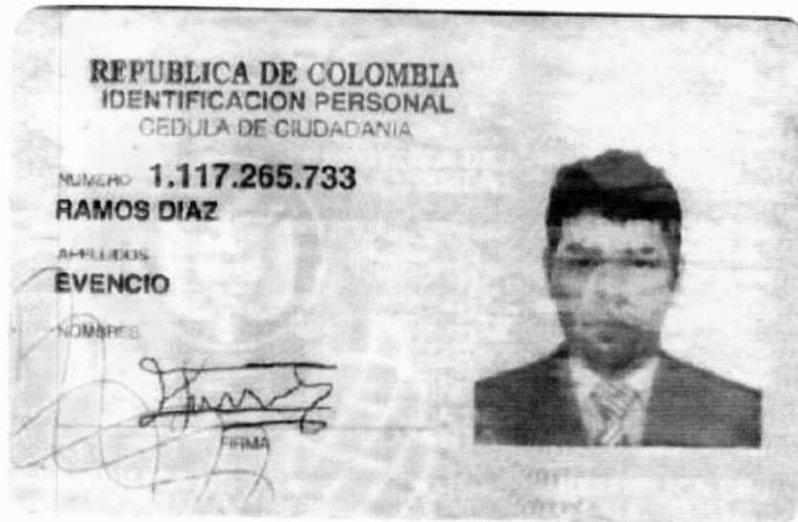 REPUBLICA DE COLOMBIA
IDENTIFICACION PERSONAL
CEDULA DE CIUDADANIA
NUMERO 1.117.265.733
RAMOS DIAZ
APELLIDOS
EVENCIO
NOMBRES
FIRMA